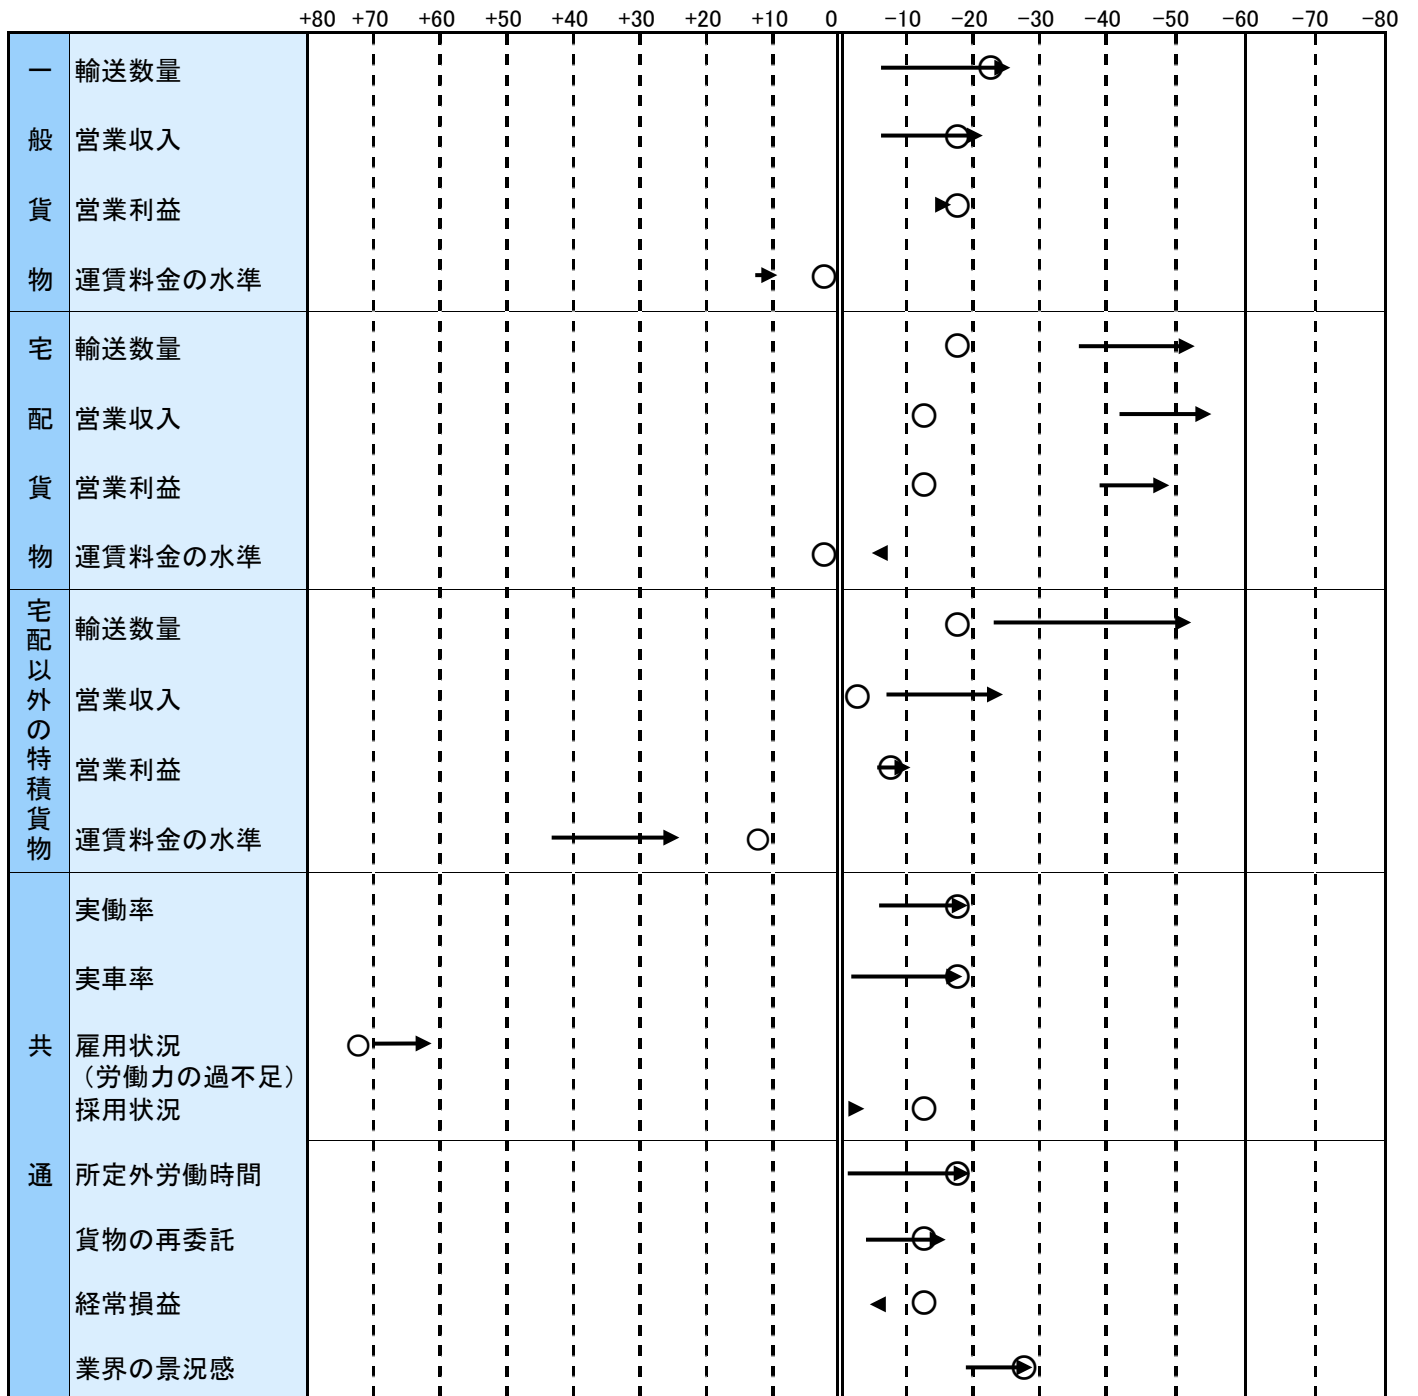 +80 +70 +60 +50 +40 +30 +20 +10 0 -10 -20 -30 -40 -50 -60 -70 -80
一般貨物
輸送数量
営業収入
営業利益
運賃料金の水準
宅配貨物
輸送数量
営業収入
営業利益
運賃料金の水準
宅配以外の特積貨物
輸送数量
営業収入
営業利益
運賃料金の水準
共通
実働率
実車率
雇用状況
（労働力の過不足）
採用状況
所定外労働時間
貨物の再委託
経常損益
業界の景況感